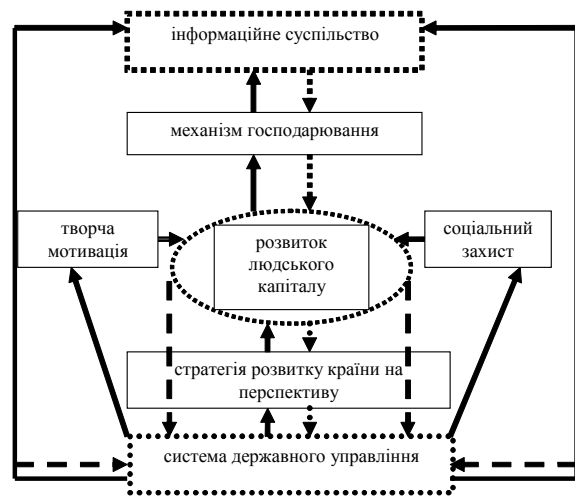 інформаційне суспільство
механізм господарювання
творча
мотивація
розвиток
людського
капіталу
соціальний
захист
стратегія розвитку країни на
перспективу
система державного управління